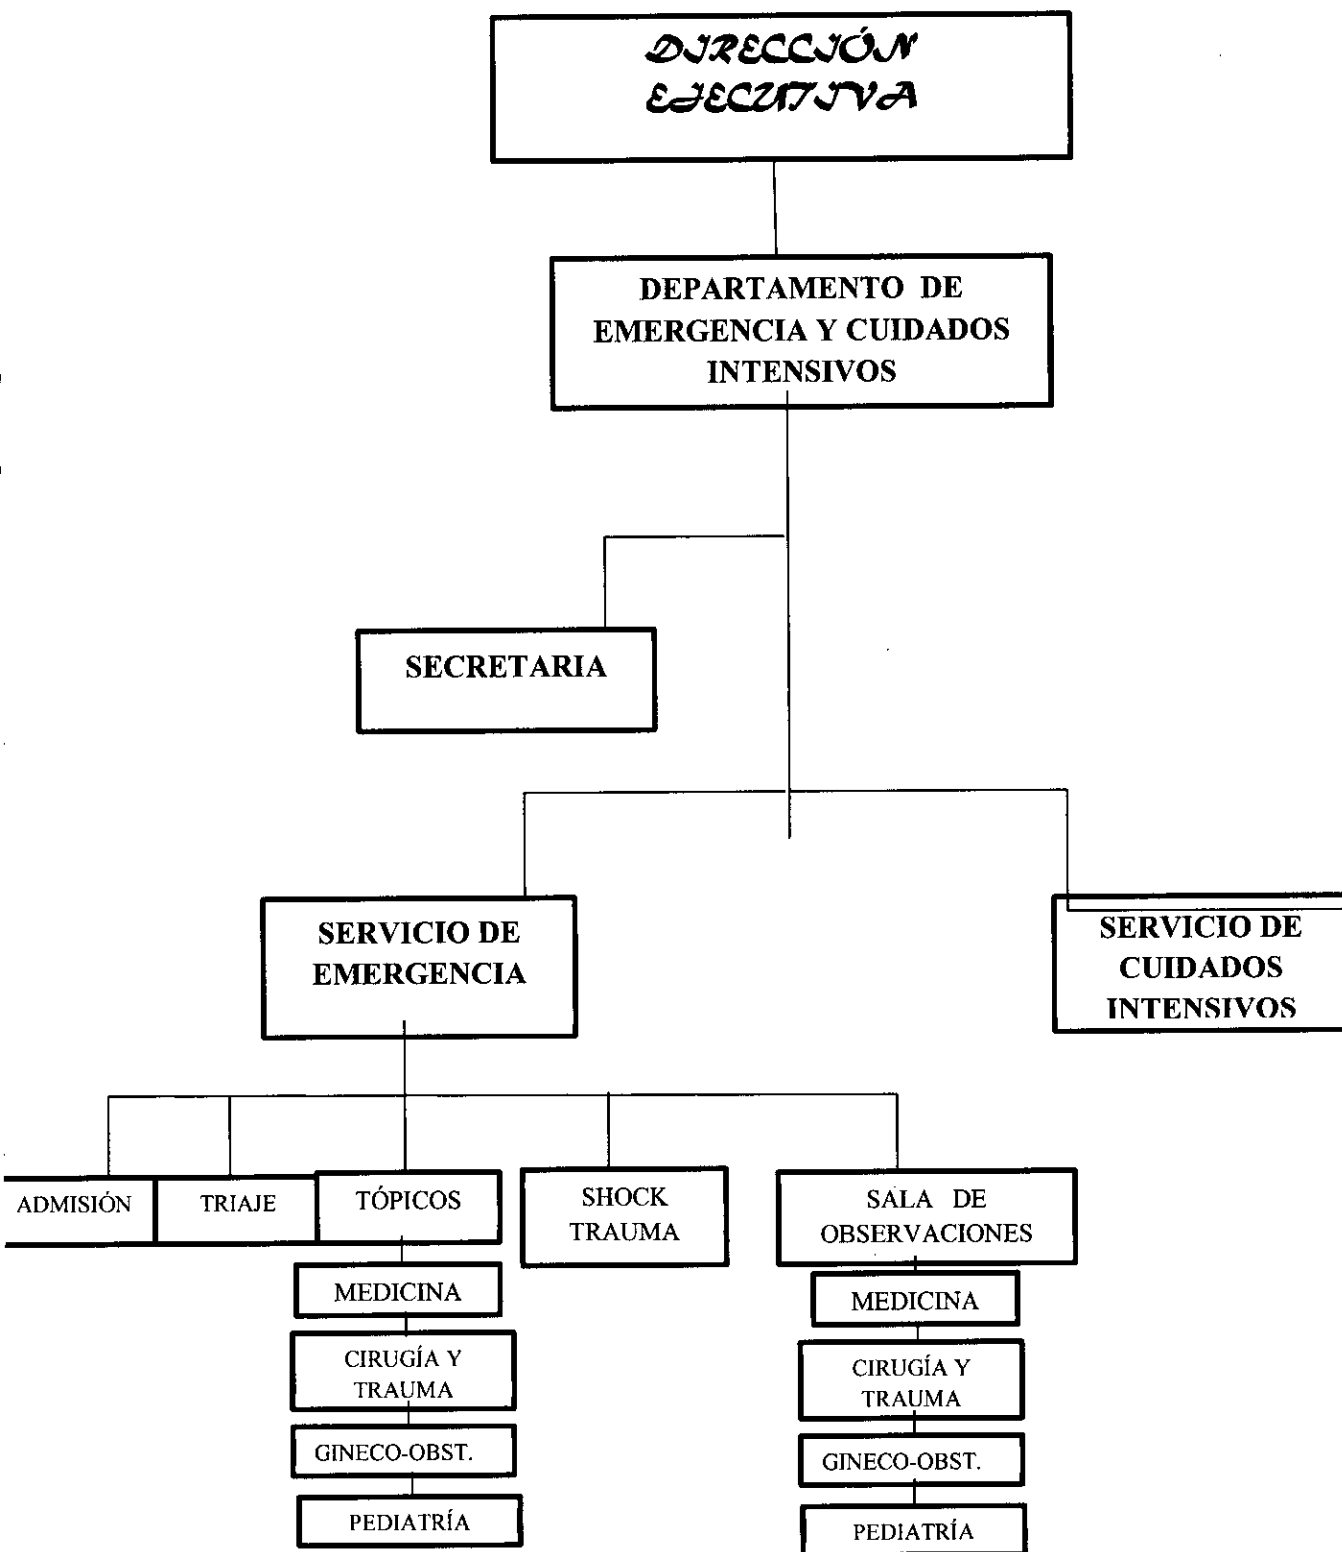 DIRECCIÓN
EJECUTIVA
DEPARTAMENTO DE
EMERGENCIA Y CUIDADOS
INTENSIVOS
SECRETARIA
SERVICIO DE
EMERGENCIA
SERVICIO DE
CUIDADOS
INTENSIVOS
ADMISIÓN
TRIAJE
TÓPICOS
SHOCK
TRAUMA
SALA DE
OBSERVACIONES
MEDICINA
CIRUGÍA Y
TRAUMA
GINECO-OBST.
PEDIATRÍA
MEDICINA
CIRUGÍA Y
TRAUMA
GINECO-OBST.
PEDIATRÍA